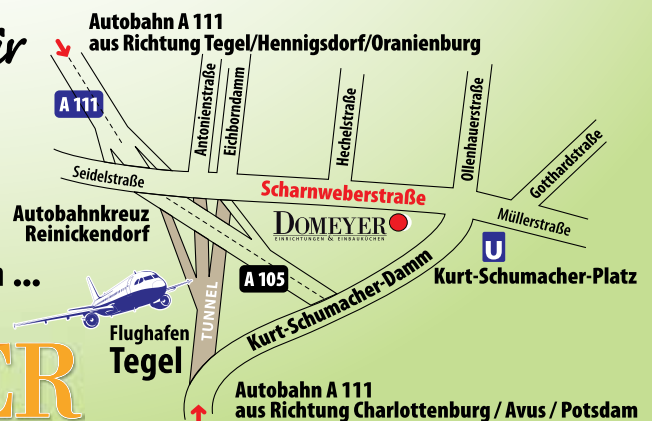 Autobahn A 111
aus Richtung Tegel/Hennigsdorf/Oranienburg
A 111
Antonienstraße
Eichborndamm
Hechelstraße
Ollenhauerstraße
Gotthardstraße
Seidelstraße
Scharnweberstraße
Müllerstraße
Autobahnkreuz
Reinickendorf
DOMEYER
EINRICHTUNGEN & EINBAUKÜCHEN
U
Kurt-Schumacher-Platz
A 105
Kurt-Schumacher-Damm
TUNNEL
Flughafen
Tegel
ER
Autobahn A 111
aus Richtung Charlottenburg / Avus / Potsdam